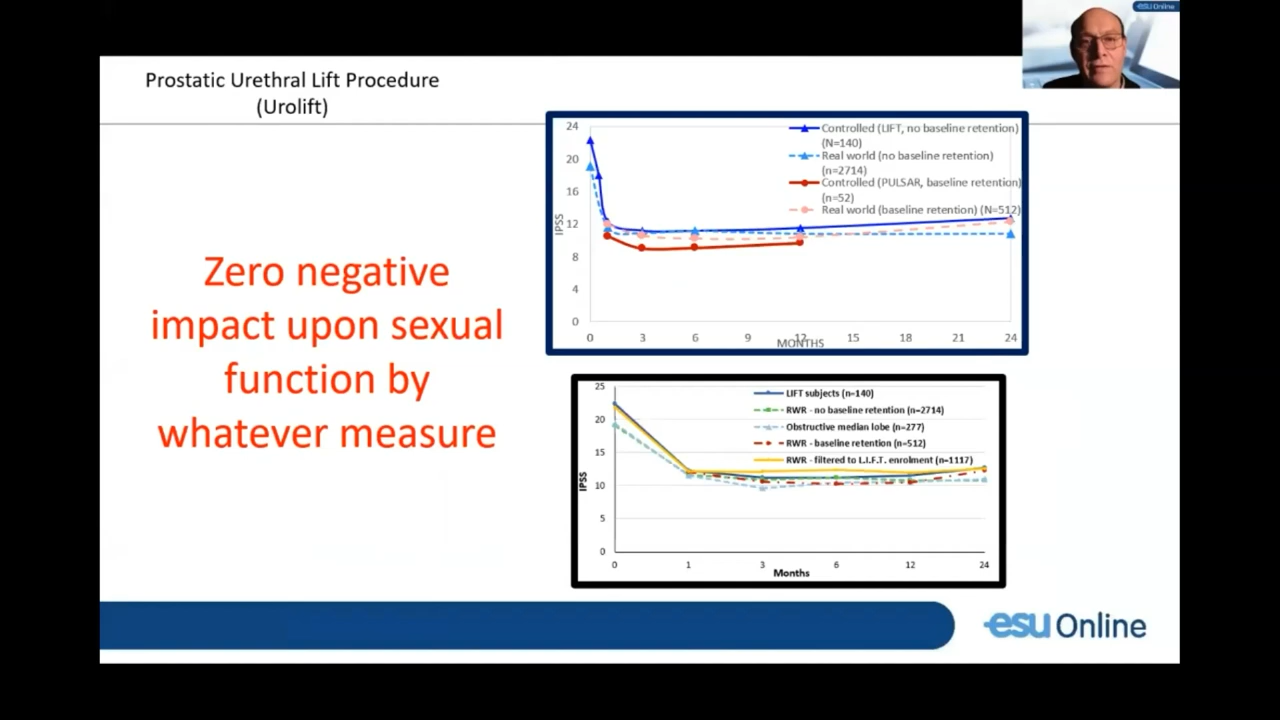 esu Online
Prostatic Urethral Lift Procedure
(Urolift)
Zero negative
impact upon sexual
function by
whatever measure
24
20
16
12
8
4
0
IPSS
Controlled (LIFT, no baseline retention)
(N=140)
Real world (no baseline retention)
(n=2714)
Controlled (PULSAR, baseline retention)
(n=52)
Real world (baseline retention) (N=512)
0 3 6 9 12 15 18 21 24
MONTHS
25
20
15
10
5
0
IPSS
LIFT subjects (n=140)
RWR - no baseline retention (n=2714)
Obstructive median lobe (n=277)
RWR - baseline retention (n=512)
RWR - filtered to L.I.F.T. enrolment (n=1117)
0 1 3 6 12 24
Months
esu Online